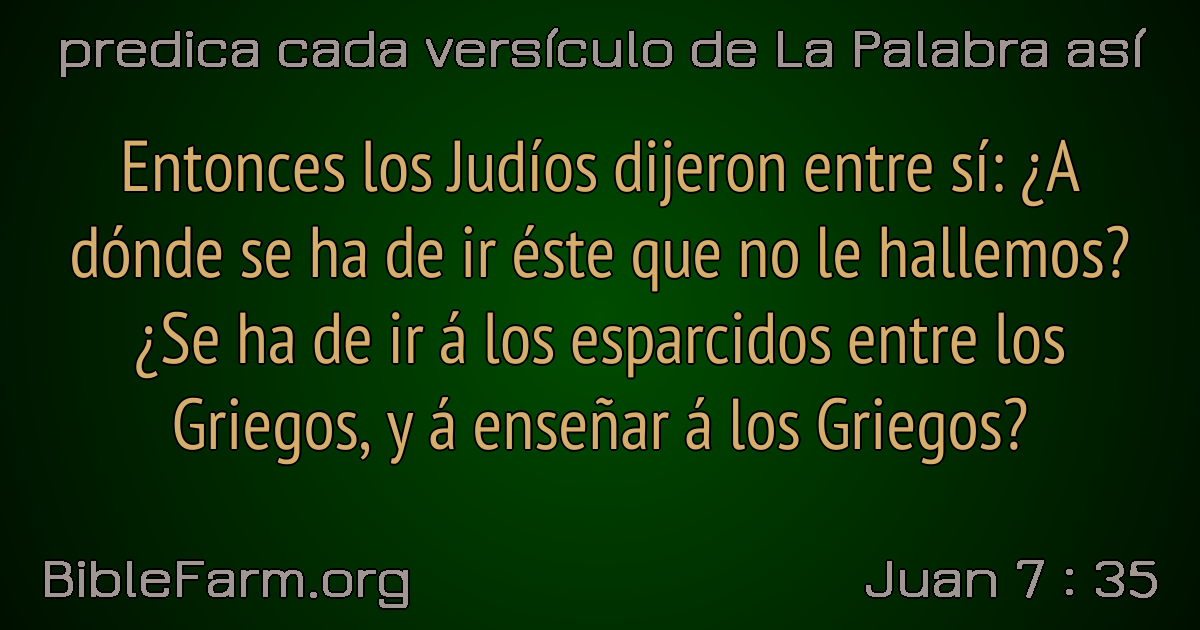 predica cada versículo de La Palabra así
Entonces los Judíos dijeron entre sí: ¿A
dónde se ha de ir éste que no le hallemos?
¿Se ha de ir á los esparcidos entre los
Griegos, y á enseñar á los Griegos?
BibleFarm.org
Juan 7 : 35